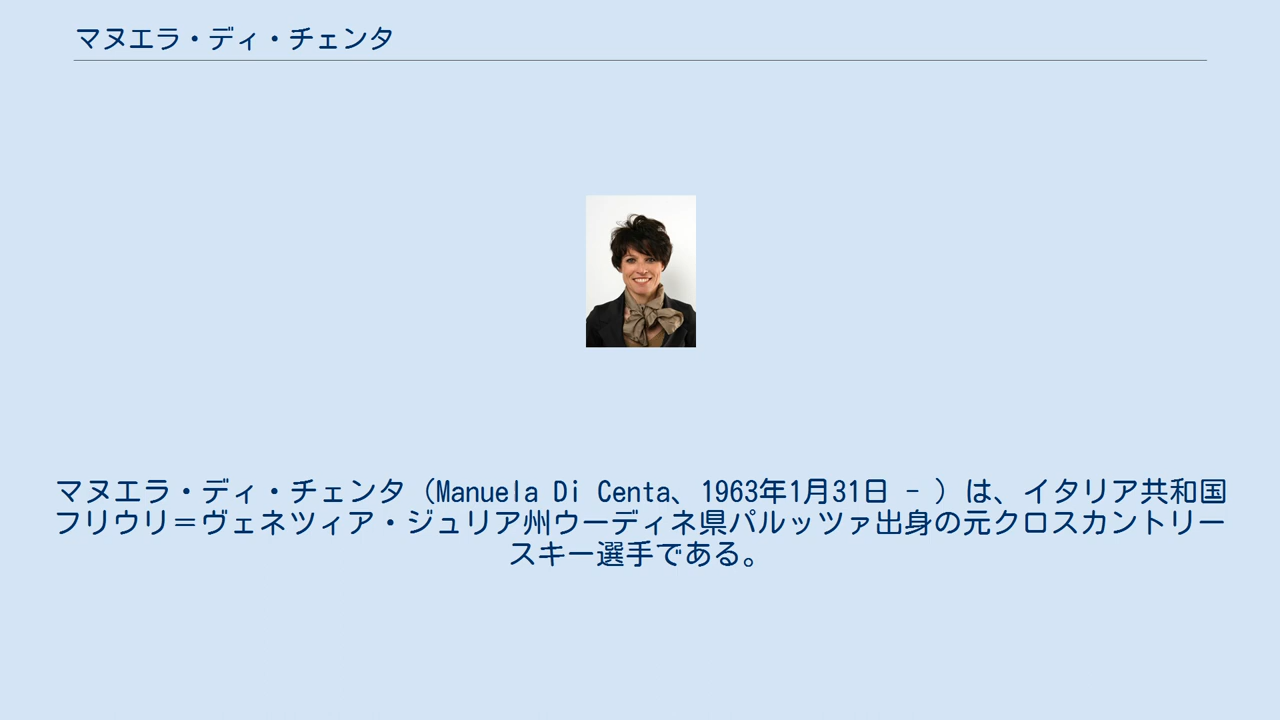 マヌエラ・ディ・チェンタ
マヌエラ・ディ・チェンタ（Manuela Di Centa、1963年1月31日 - ）は、イタリア共和国
フリウリ＝ヴェネツィア・ジュリア州ウーディネ県パルッツァ出身の元クロスカントリー
スキー選手である。